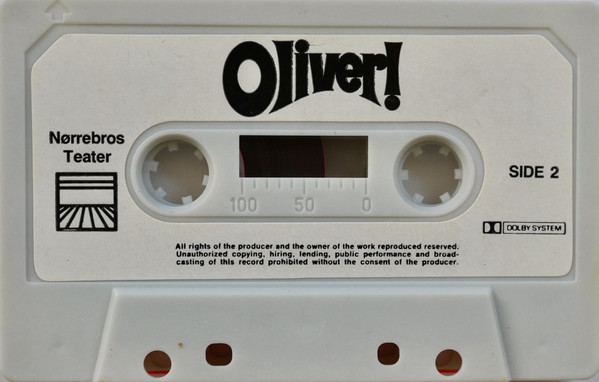 Oliver!
Nørrebros
Teater
SIDE 2
100 50 0
DOLBY SYSTEM
All rights of the producer and the owner of the work reproduced reserved.
Unauthorized copying, hiring, lending, public performance and broad-
casting of this record prohibited without the consent of the producer.